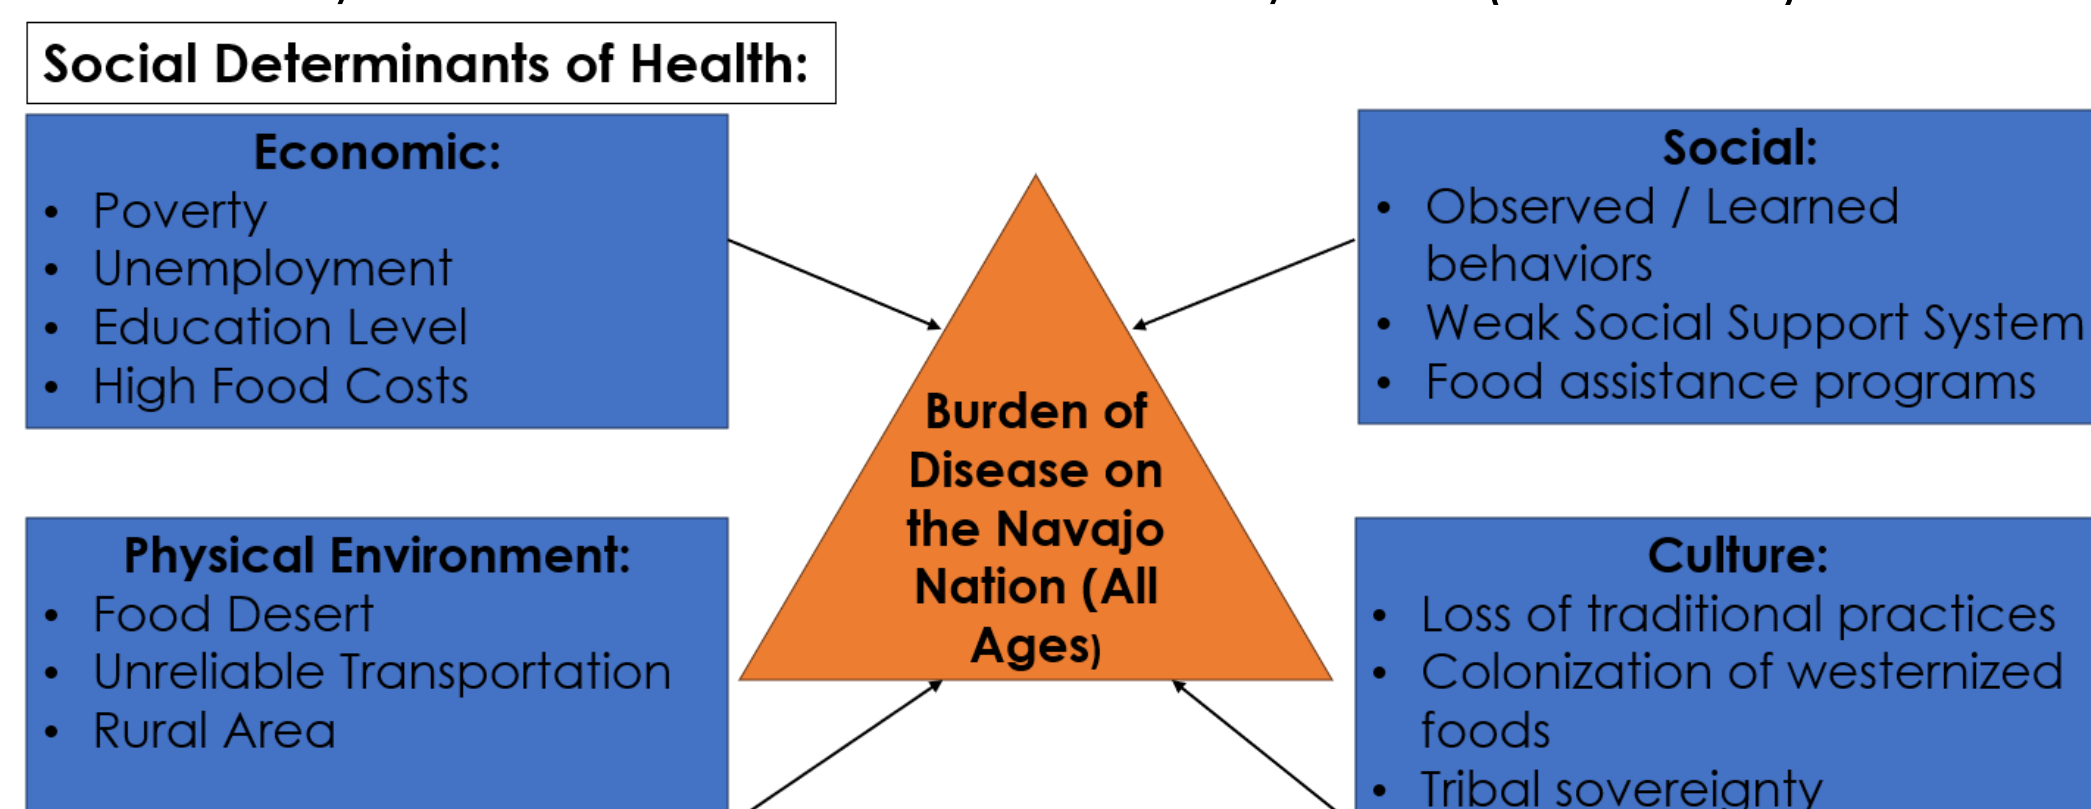 Social Determinants of Health:
Economic:
• Poverty
• Unemployment
• Education Level
• High Food Costs
Social:
• Observed / Learned
behaviors
• Weak Social Support System
• Food assistance programs
Burden of
Disease on
the Navajo
Nation (All
Ages)
Physical Environment:
• Food Desert
• Unreliable Transportation
• Rural Area
Culture:
• Loss of traditional practices
• Colonization of westernized
foods
• Tribal sovereignty